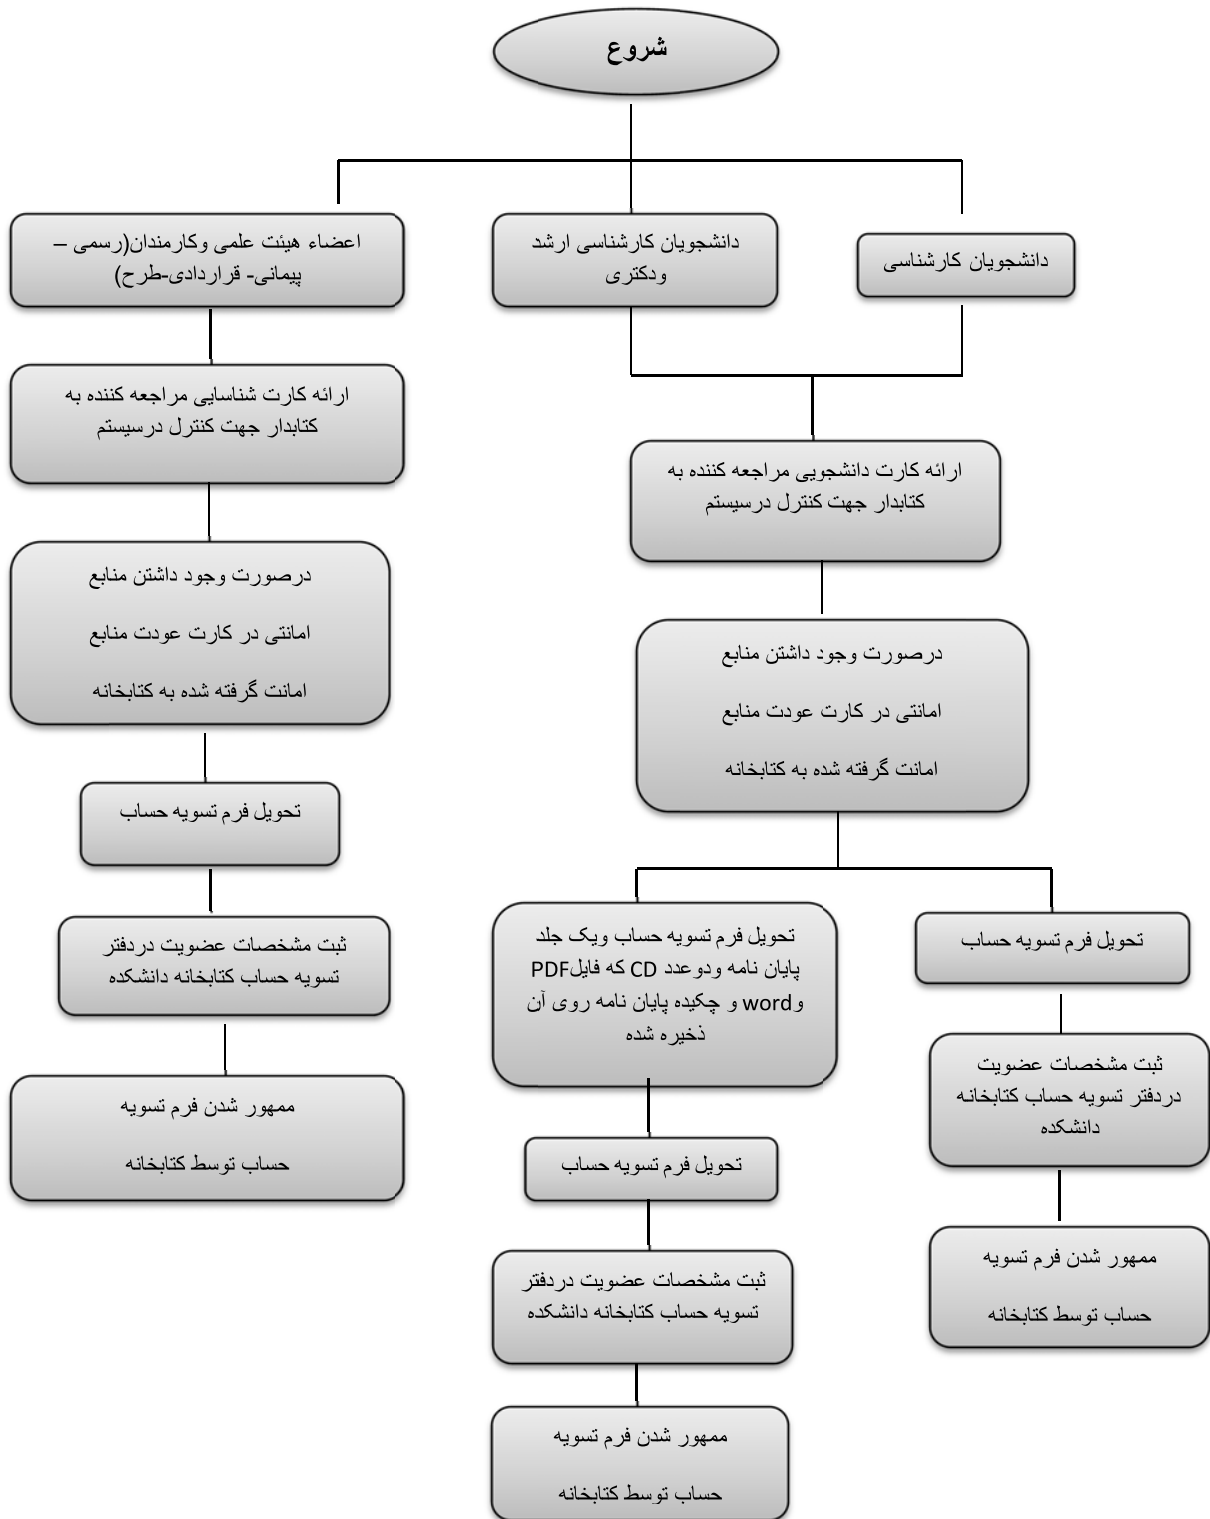 شروع
دانشجویان کارشناسی
دانشجویان کارشناسی ارشد
ودکتری
اعضاء هیئت علمی وکارمندان(رسمی –
پیمانی- قراردادی-طرح)
ارائه کارت دانشجویی مراجعه کننده به
کتابدار جهت کنترل درسیستم
درصورت وجود داشتن منابع
امانتی در کارت عودت منابع
امانت گرفته شده به کتابخانه
تحویل فرم تسویه حساب
ثبت مشخصات عضویت
دردفتر تسویه حساب کتابخانه
دانشکده
ممهور شدن فرم تسویه
حساب توسط کتابخانه
تحویل فرم تسویه حساب ویک جلد
پایان نامه ودوعدد CD که فایلPDF
وword و چکیده پایان نامه روی آن
ذخیره شده
تحویل فرم تسویه حساب
ثبت مشخصات عضویت دردفتر
تسویه حساب کتابخانه دانشکده
ممهور شدن فرم تسویه
حساب توسط کتابخانه
ارائه کارت شناسایی مراجعه کننده به
کتابدار جهت کنترل درسیستم
درصورت وجود داشتن منابع
امانتی در کارت عودت منابع
امانت گرفته شده به کتابخانه
تحویل فرم تسویه حساب
ثبت مشخصات عضویت دردفتر
تسویه حساب کتابخانه دانشکده
ممهور شدن فرم تسویه
حساب توسط کتابخانه